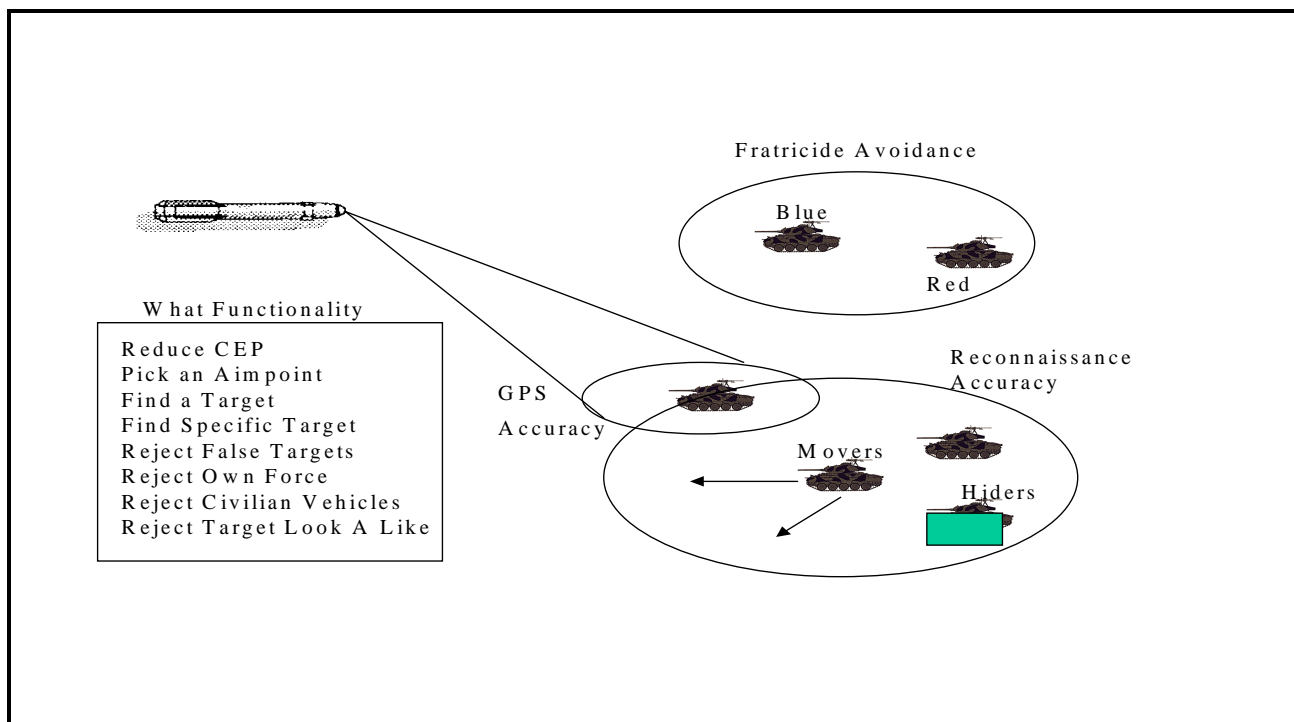 Fratricide Avoidance
Blue
Red
What Functionality
Reduce CEP
Pick an Aimpoint
Find a Target
Find Specific Target
Reject False Targets
Reject Own Force
Reject Civilian Vehicles
Reject Target Look A Like
GPS
Accuracy
Reconnaissance
Accuracy
Movers
Hiders